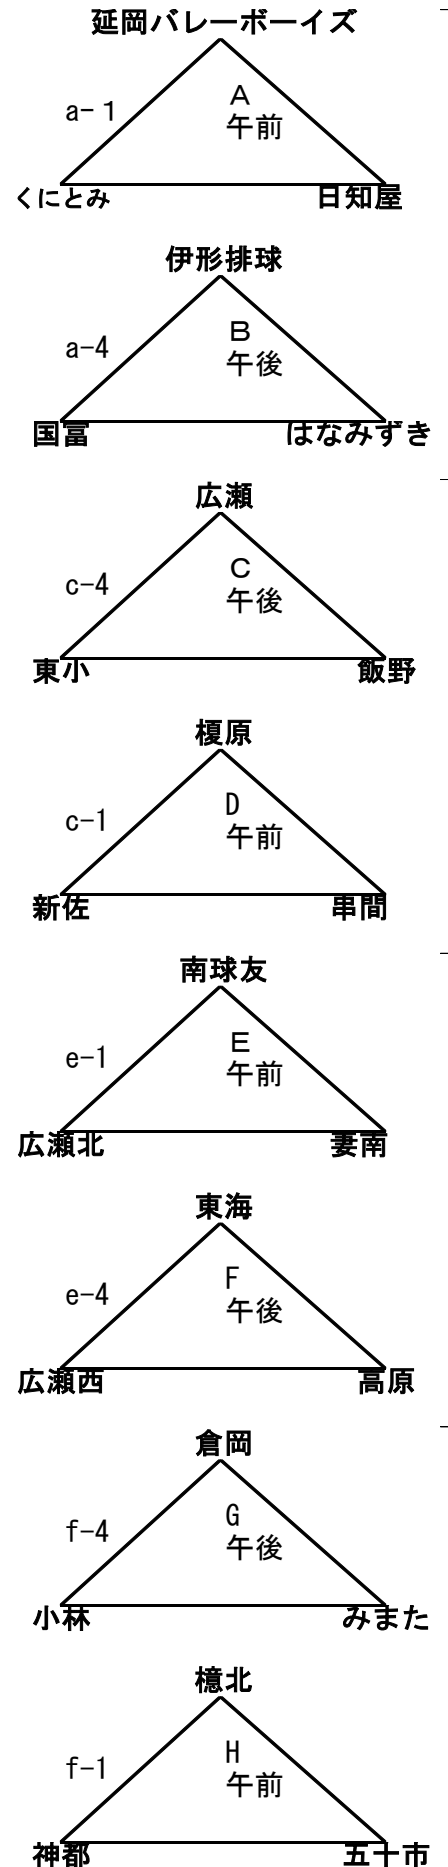 延岡バレーボーイズ
A
a-１
午前
くにとみ
日知屋
伊形排球
B
a-4
午後
国富
はなみずき
広瀬
C
c-4
午後
東小
飯野
榎原
D
c-1
午前
新佐
串間
南球友
E
e-1
午前
広瀬北
妻南
東海
F
e-4
午後
広瀬西
高原
倉岡
G
f-4
午後
小林
みまた
檍北
H
f-1
午前
神都
五十市